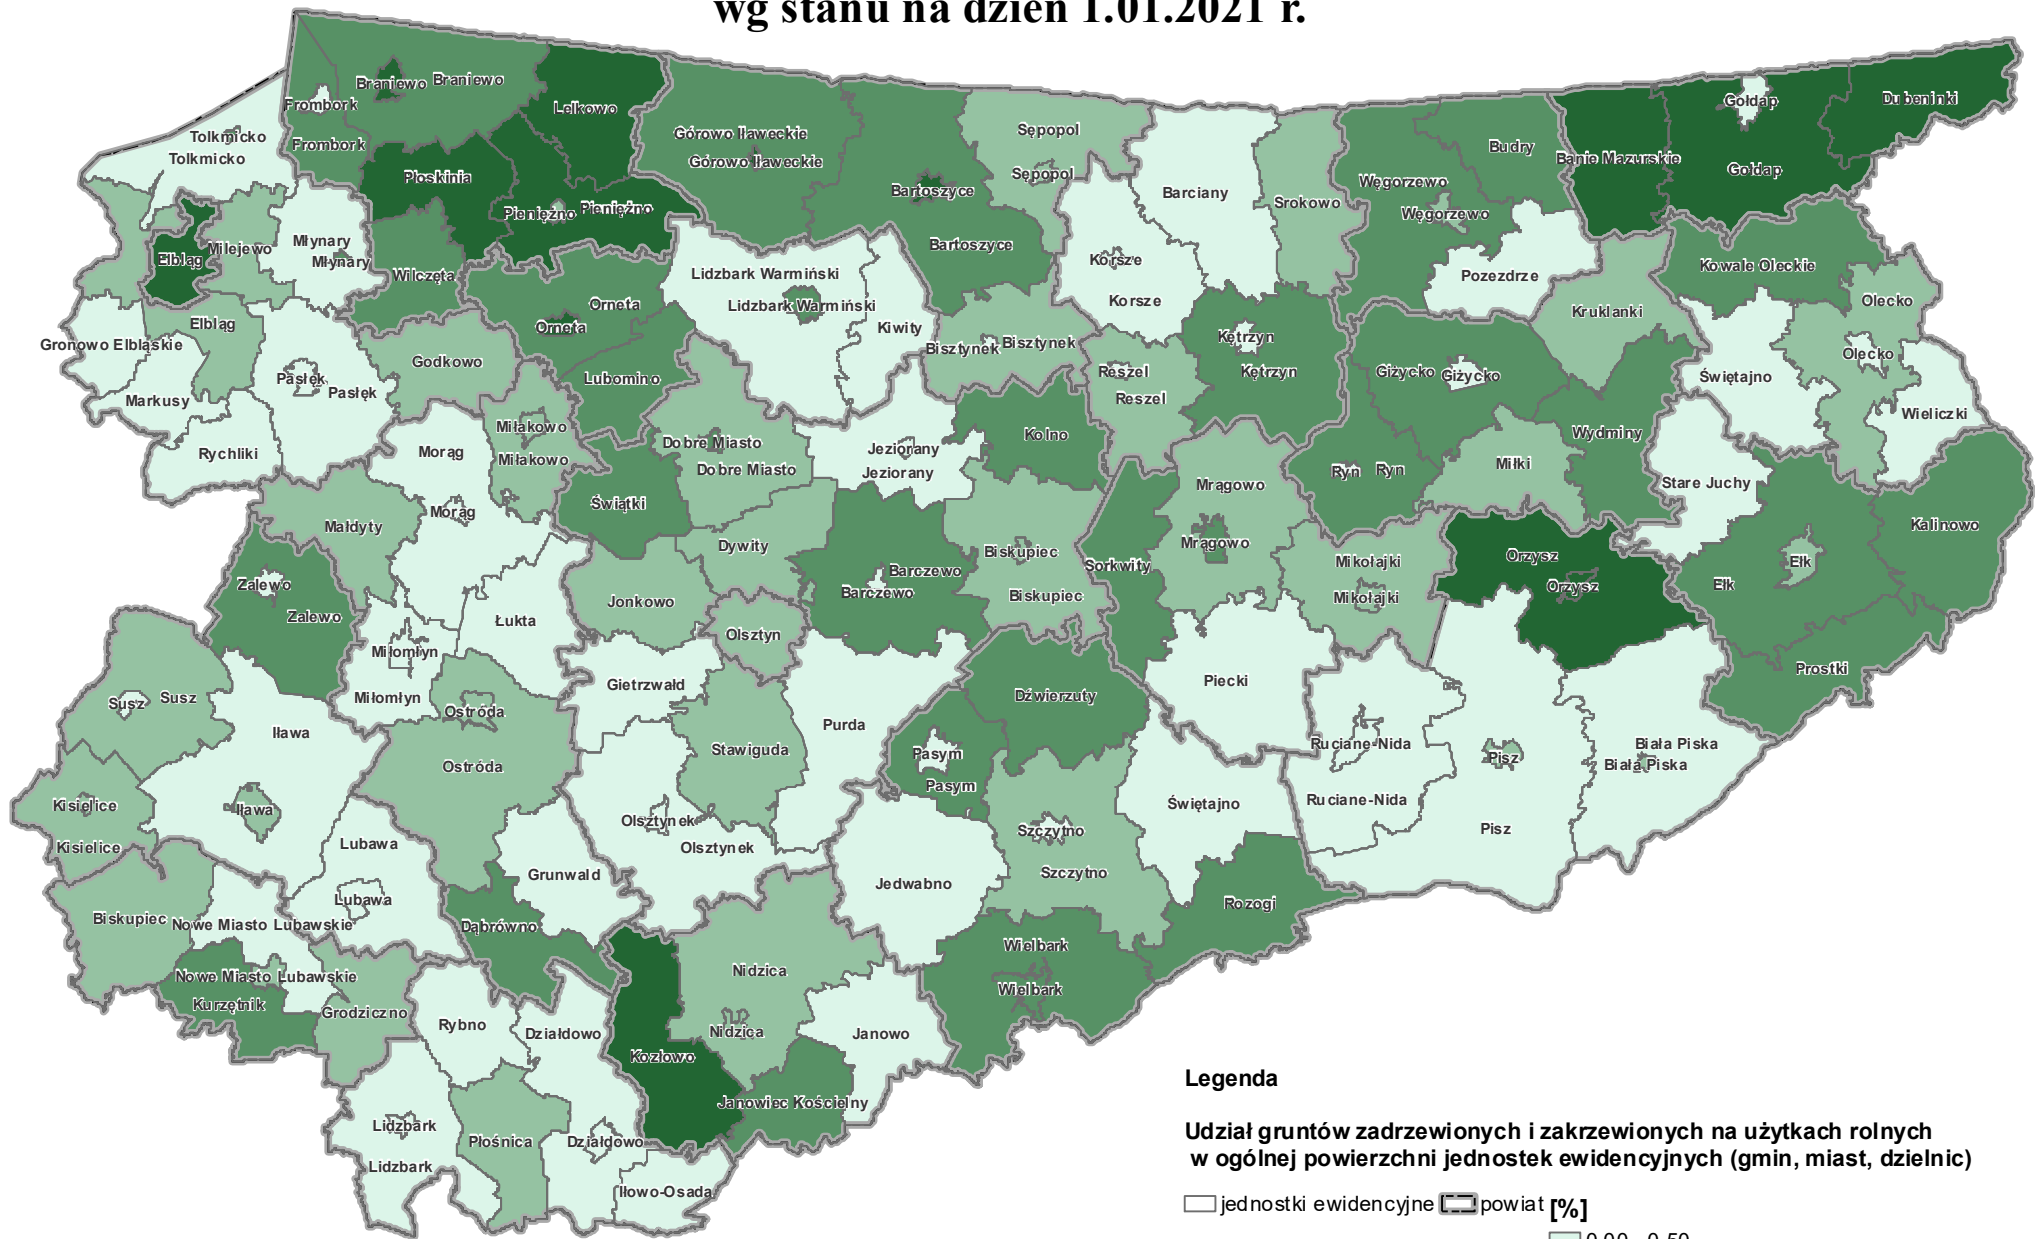 wg stanu na dzień 1.01.2021 r.
Braniewo
Braniewo
Frombork
Frombork
Lelkowo
Tolkmicko
Tolkmicko
Płoskinia
Pieniężno
Pieniężno
Górowo Iławeckie
Górowo Iławeckie
Bartoszyce
Bartoszyce
Sępopol
Sępopol
Barciany
Srokowo
Węgorzewo
Węgorzewo
Budry
Banie Mazurskie
Gołdap
Gołdap
Dubeninki
Elbląg
Milejewo
Młynary
Młynary
Wilczęta
Orneta
Orneta
Lidzbark Warmiński
Lidzbark Warmiński
Kiwity
Korsze
Korsze
Pozezdrze
Kruklanki
Kowale Oleckie
Olecko
Olecko
Elbląg
Gronowo Elbląskie
Markusy
Pasłęk
Pasłęk
Godkowo
Lubomino
Bisztynek
Bisztynek
Reszel
Reszel
Kętrzyn
Kętrzyn
Giżycko
Giżycko
Świętajno
Wieliczki
Rychliki
Morąg
Morąg
Miłakowo
Miłakowo
Dobre Miasto
Dobre Miasto
Jeziorany
Jeziorany
Kolno
Ryn
Ryn
Miłki
Wydminy
Stare Juchy
Kalinowo
Małdyty
Świątki
Dywity
Barczewo
Barczewo
Biskupiec
Biskupiec
Sorkwity
Mrągowo
Mrągowo
Mikołajki
Mikołajki
Orzysz
Orzysz
Ełk
Ełk
Prostki
Zalewo
Zalewo
Łukta
Jonkowo
Olsztyn
Miłomłyn
Miłomłyn
Susz
Susz
Iława
Iława
Ostróda
Ostróda
Gietrzwałd
Stawiguda
Purda
Dźwierzuty
Pasym
Pasym
Piecki
Ruciane-Nida
Ruciane-Nida
Pisz
Pisz
Biała Piska
Biała Piska
Kisielice
Kisielice
Lubawa
Lubawa
Grunwald
Olsztynek
Olsztynek
Jedwabno
Szczytno
Szczytno
Świętajno
Rozogi
Biskupiec
Nowe Miasto Lubawskie
Nowe Miasto Lubawskie
Kurzętnik
Grodziczno
Dąbrówno
Nidzica
Nidzica
Wielbark
Wielbark
Rybno
Działdowo
Działdowo
Kozłowo
Janowo
Janowiec Kościelny
Lidzbark
Lidzbark
Płośnica
Iłowo-Osada
Legenda
Udział gruntów zadrzewionych i zakrzewionych na użytkach rolnych
w ogólnej powierzchni jednostek ewidencyjnych (gmin, miast, dzielnic)
jednostki ewidencyjne powiat [%]
0,00 - 0,50